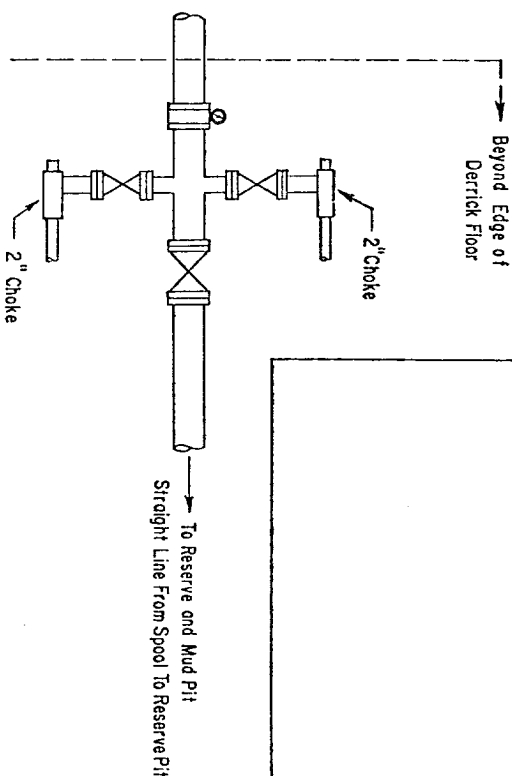 Beyond Edge of
Derrick Floor
2" Choke
2" Choke
To Reserve and Mud Pit
Straight Line From Spool To Reserve Pit